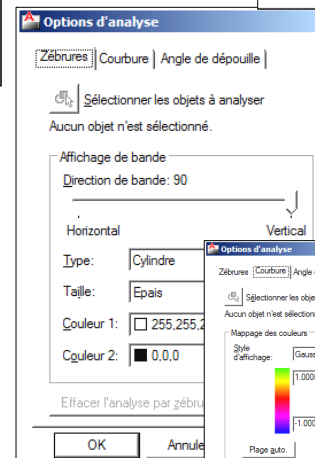 Options d'analyse
Zébrures Courbure Angle de dépouille
Sélectionner les objets à analyser
Aucun objet n'est sélectionné.
Affichage de bande
Direction de bande: 90
Horizontal Vertical
Type: Cylindre
Taille: Epais
Couleur 1: 255,255,2
Couleur 2: 0,0,0
Effacer l'analyse par zébru
OK Annule
Options d'analyse
Zébrures Courbure Angle
Sélectionner les obje
Aucun objet n'est sélection
Mappage des couleurs
Style
d'affichage: Gauss
1.0000
-1.000
Plage auto.